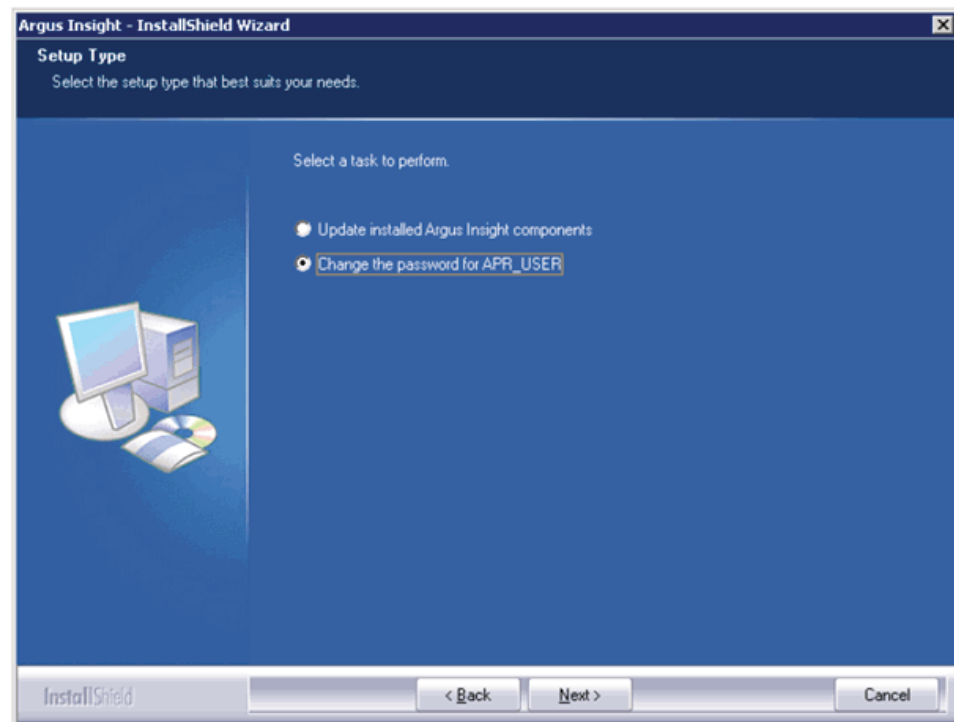 Argus Insight - InstallShield Wizard
Setup Type
Select the setup type that best suits your needs.
Select a task to perform.
Update installed Argus Insight components
Change the password for APR_USER
InstallShield
< Back
Next >
Cancel